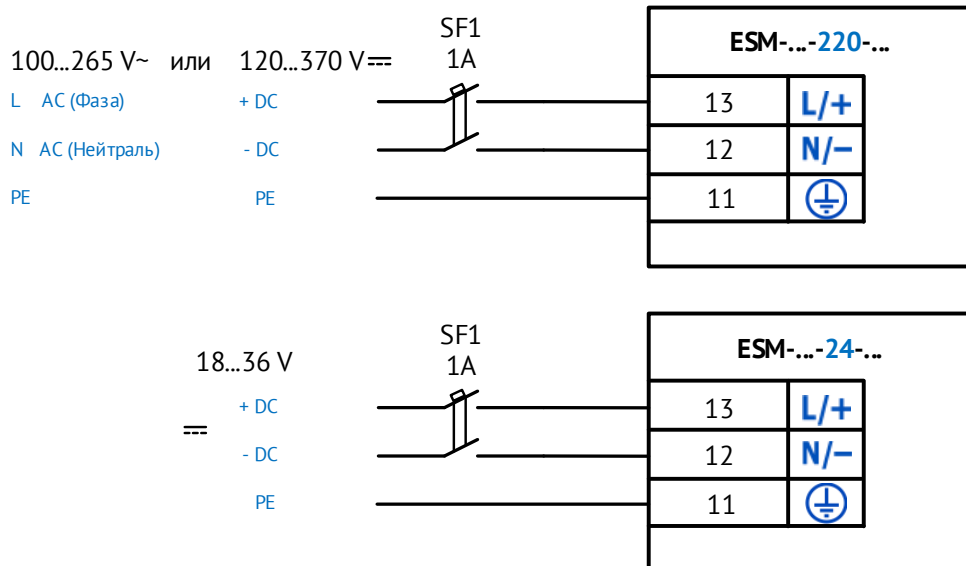 SF1
ESM-...-220-...
100...265 V~ или 120...370 V⎓
1A
L AC (Фаза) + DC
13 L/+
N AC (Нейтраль) - DC
12 N/−
PE PE
11
SF1
ESM-...-24-...
18...36 V
1A
+ DC
13 L/+
⎓
- DC
12 N/−
PE
11